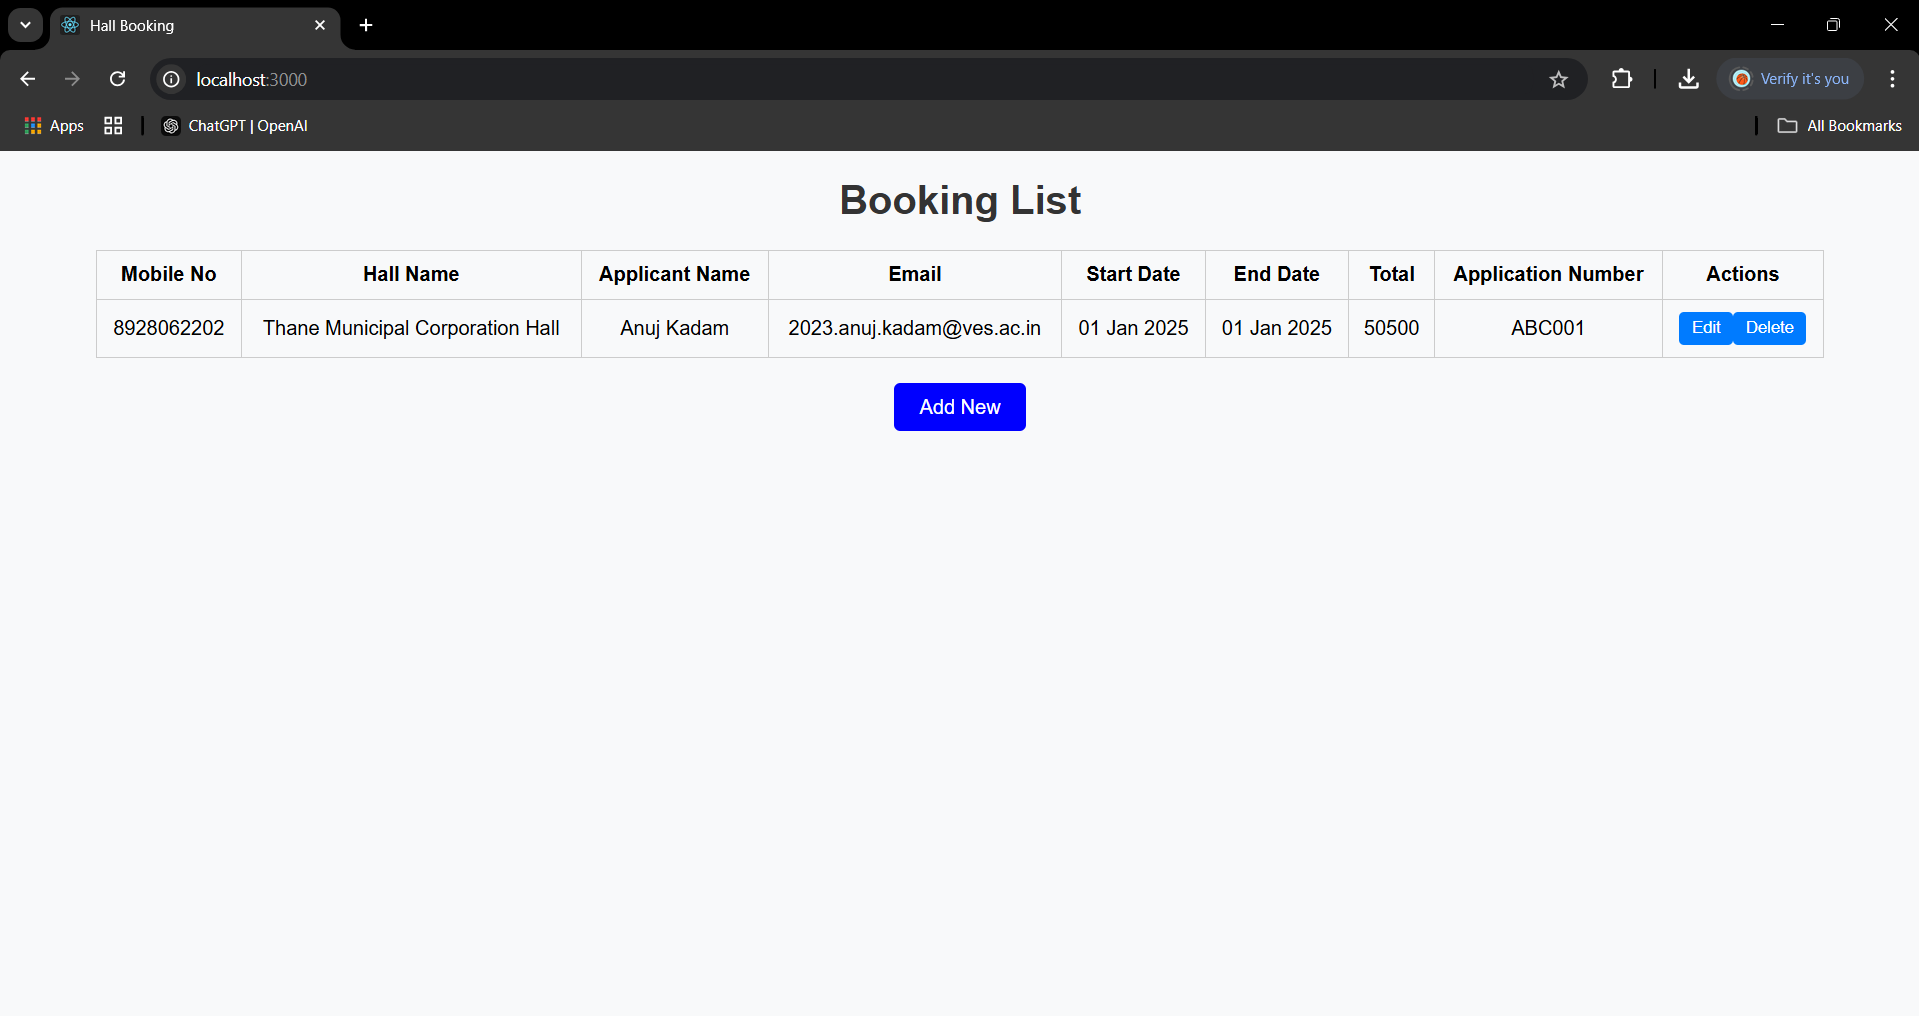 Hall Booking
localhost:3000
Verify it's you
Apps
ChatGPT | OpenAI
All Bookmarks
Booking List
Mobile No Hall Name Applicant Name Email Start Date End Date Total Application Number Actions
8928062202 Thane Municipal Corporation Hall Anuj Kadam 2023.anuj.kadam@ves.ac.in 01 Jan 2025 01 Jan 2025 50500 ABC001 Edit Delete
Add New